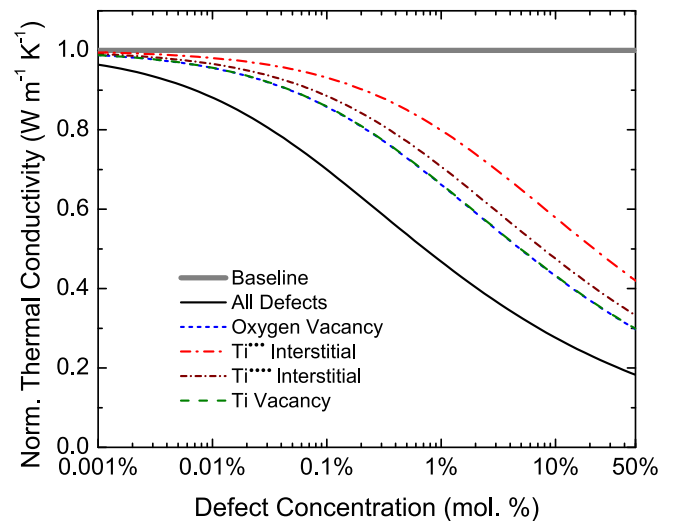 Norm. Thermal Conductivity (W m⁻¹ K⁻¹)
1.0
0.8
0.6
0.4
0.2
0.0
Baseline
All Defects
Oxygen Vacancy
Ti••• Interstitial
Ti•••• Interstitial
Ti Vacancy
0.001% 0.01% 0.1% 1% 10% 50%
Defect Concentration (mol. %)